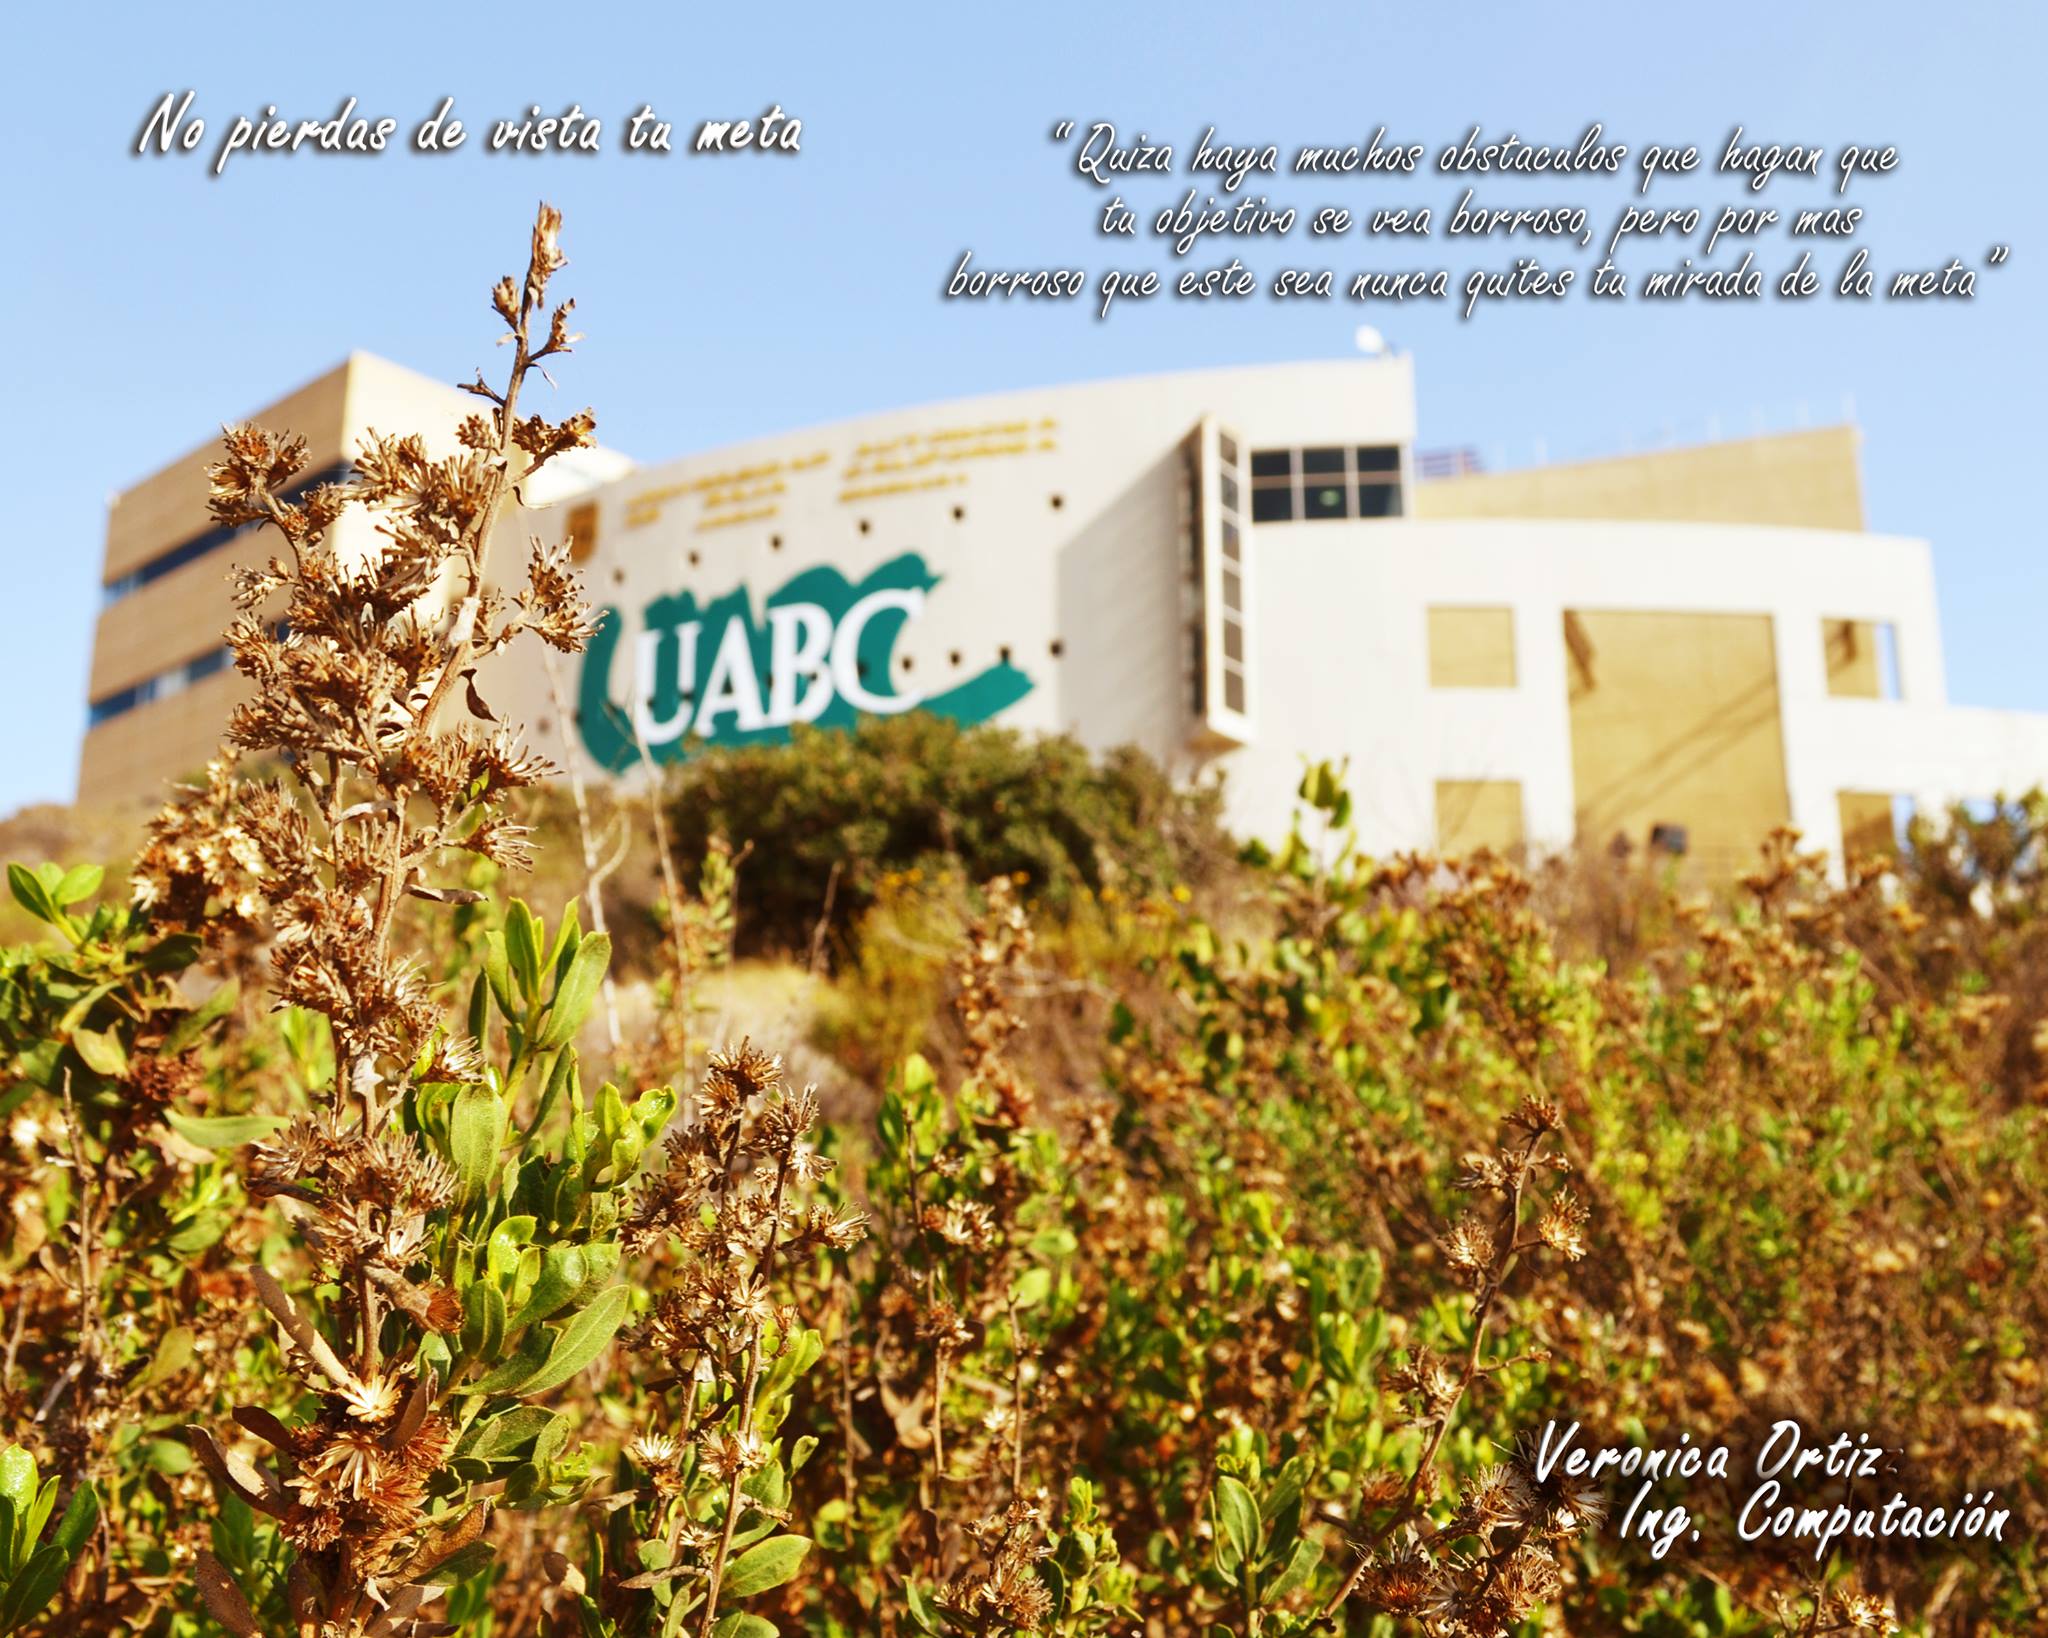 No pierdas de vista tu meta
“Quiza haya muchos obstaculos que hagan que
tu objetivo se vea borroso, pero por mas
borroso que este sea nunca quites tu mirada de la meta”
UABC
Veronica Ortiz
Ing. Computación